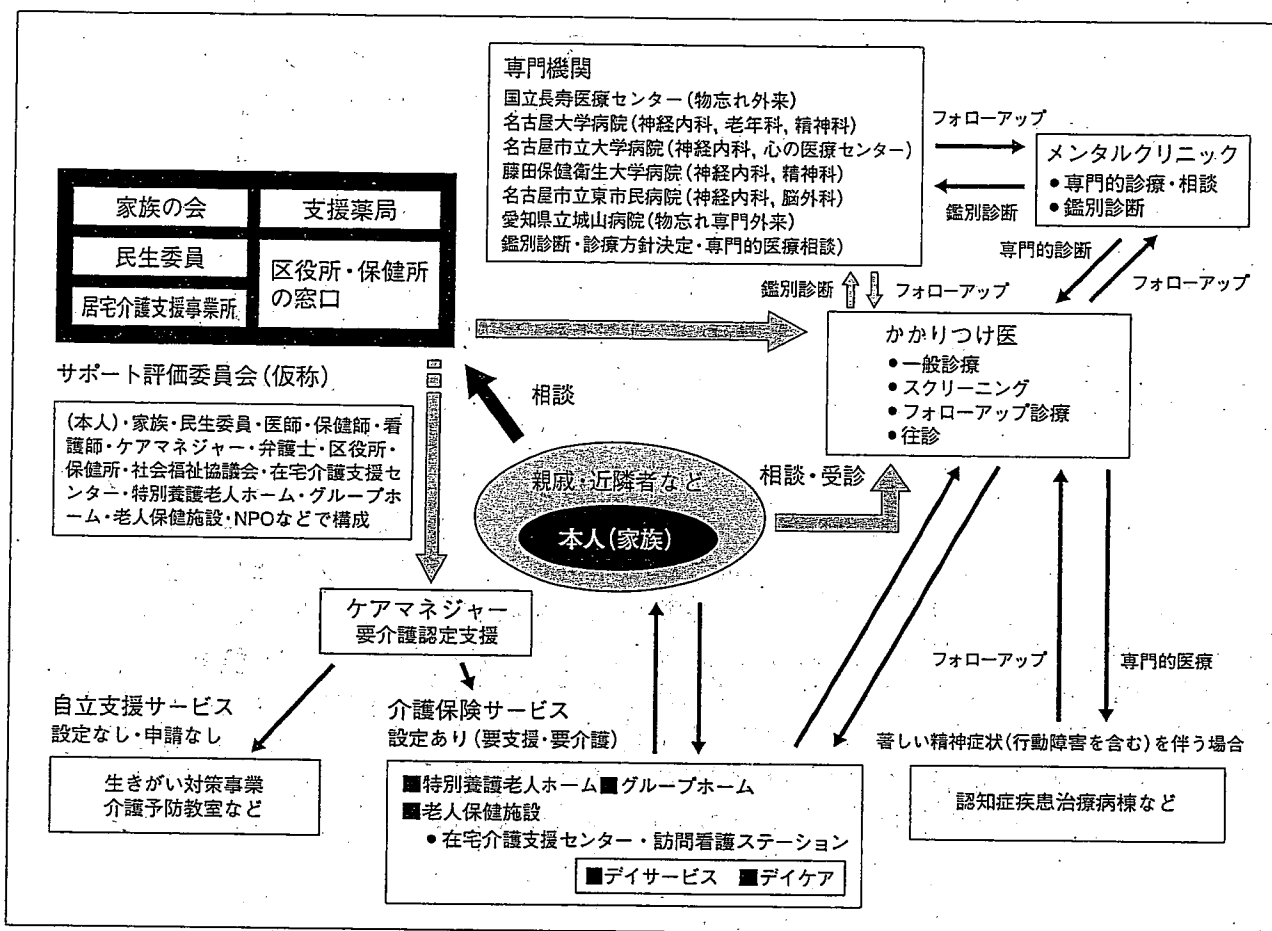 専門機関
国立長寿医療センター(物忘れ外来)
名古屋大学病院(神経内科,老年科,精神科)
名古屋市立大学病院(神経内科,心の医療センター)
藤田保健衛生大学病院(神経内科,精神科)
名古屋市立東市民病院(神経内科,脳外科)
愛知県立城山病院(物忘れ専門外来)
鑑別診断・診療方針決定・専門的医療相談)
フォローアップ
鑑別診断
メンタルクリニック
●専門的診療・相談
●鑑別診断
専門的診断
フォローアップ
家族の会
支援薬局
民生委員
区役所・保健所
の窓口
居宅介護支援事業所
鑑別診断
フォローアップ
かかりつけ医
●一般診療
●スクリーニング
●フォローアップ診療
●往診
サポート評価委員会(仮称)
(本人)・家族・民生委員・医師・保健師・看
護師・ケアマネジャー・弁護士・区役所・
保健所・社会福祉協議会・在宅介護支援セ
ンター・特別養護老人ホーム・グループホ
ーム・老人保健施設・NPOなどで構成
相談
親戚・近隣者など
本人(家族)
相談・受診
ケアマネジャー
要介護認定支援
フォローアップ
専門的医療
自立支援サービス
設定なし・申請なし
生きがい対策事業
介護予防教室など
介護保険サービス
設定あり(要支援・要介護)
■特別養護老人ホーム■グループホーム
■老人保健施設
●在宅介護支援センター・訪問看護ステーション
■デイサービス ■デイケア
著しい精神症状(行動障害を含む)を伴う場合
認知症疾患治療病棟など